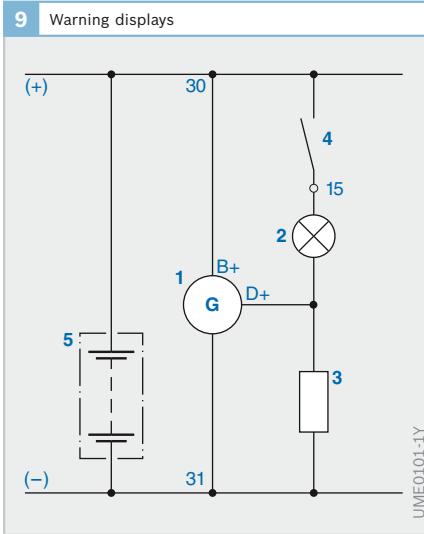 9 Warning displays
(+) 30
4
15
2
B+
1
D+
G
5
3
(–) 31
UME0101-1Y